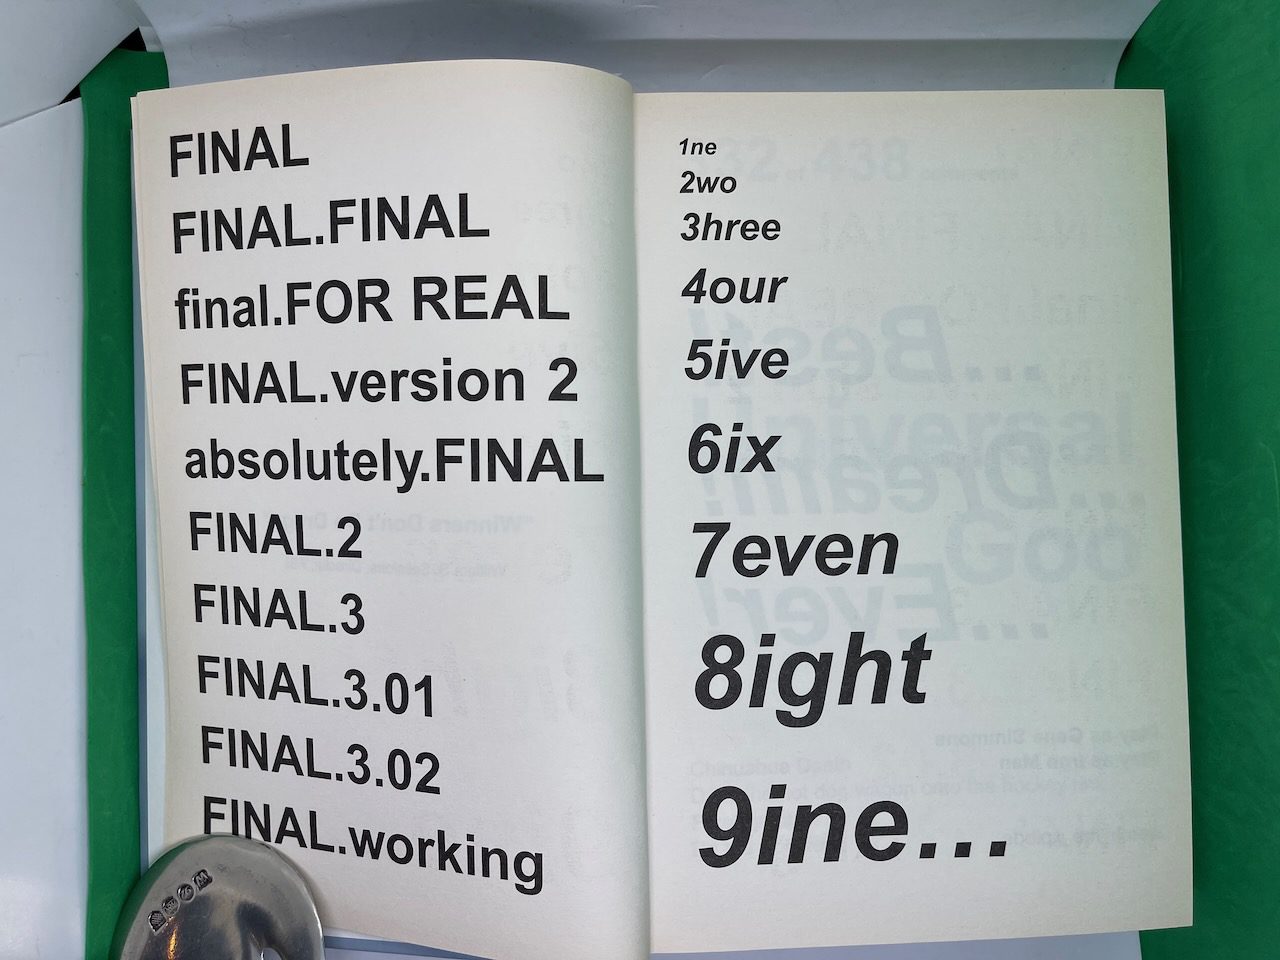 FINAL
FINAL.FINAL
final.FOR REAL
FINAL.version 2
absolutely.FINAL
FINAL.2
FINAL.3
FINAL.3.01
FINAL.3.02
FINAL.working
1ne
2wo
3hree
4our
5ive
6ix
7even
8ight
9ine...